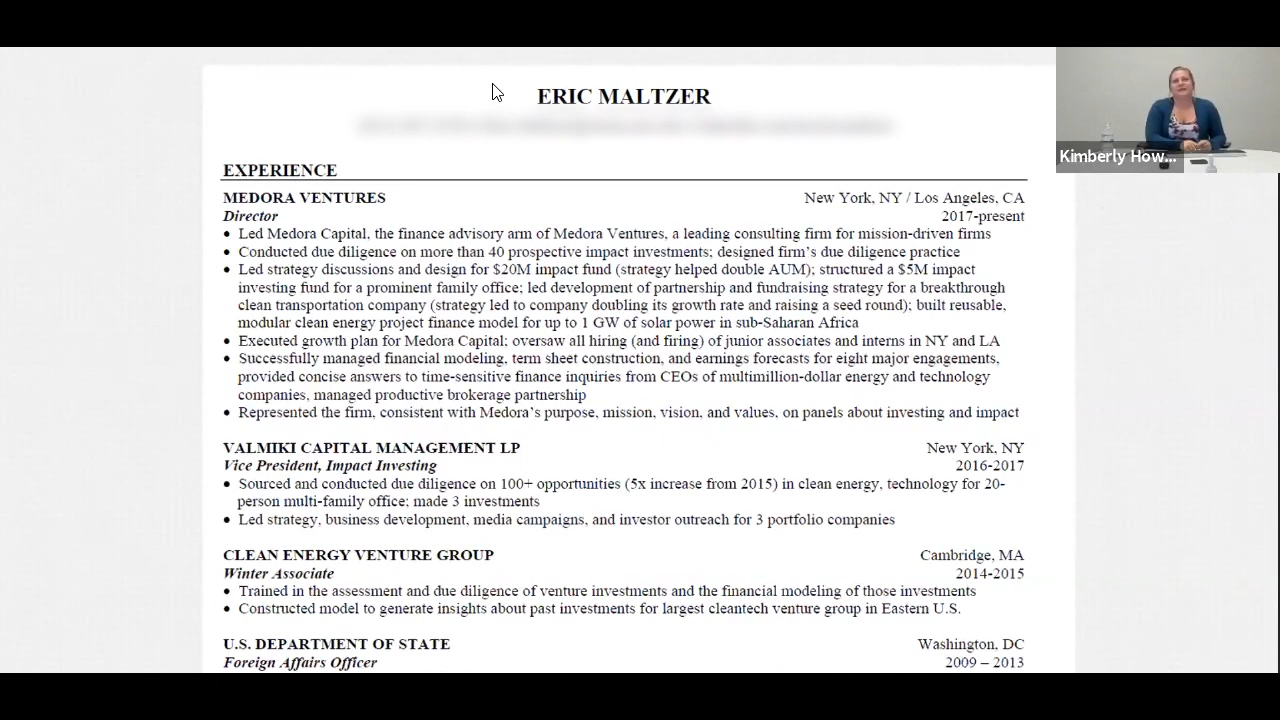 ERIC MALTZER
EXPERIENCE
MEDORA VENTURES New York, NY / Los Angeles, CA
Director 2017-present
• Led Medora Capital, the finance advisory arm of Medora Ventures, a leading consulting firm for mission-driven firms
• Conducted due diligence on more than 40 prospective impact investments; designed firm's due diligence practice
• Led strategy discussions and design for $20M impact fund (strategy helped double AUM); structured a $5M impact
investing fund for a prominent family office; led development of partnership and fundraising strategy for a breakthrough
clean transportation company (strategy led to company doubling its growth rate and raising a seed round); built reusable,
modular clean energy project finance model for up to 1 GW of solar power in sub-Saharan Africa
• Executed growth plan for Medora Capital; oversaw all hiring (and firing) of junior associates and interns in NY and LA
• Successfully managed financial modeling, term sheet construction, and earnings forecasts for eight major engagements,
provided concise answers to time-sensitive finance inquiries from CEOs of multimillion-dollar energy and technology
companies, managed productive brokerage partnership
• Represented the firm, consistent with Medora's purpose, mission, vision, and values, on panels about investing and impact
VALMIKI CAPITAL MANAGEMENT LP New York, NY
Vice President, Impact Investing 2016-2017
• Sourced and conducted due diligence on 100+ opportunities (5x increase from 2015) in clean energy, technology for 20-
person multi-family office; made 3 investments
• Led strategy, business development, media campaigns, and investor outreach for 3 portfolio companies
CLEAN ENERGY VENTURE GROUP Cambridge, MA
Winter Associate 2014-2015
• Trained in the assessment and due diligence of venture investments and the financial modeling of those investments
• Constructed model to generate insights about past investments for largest cleantech venture group in Eastern U.S.
U.S. DEPARTMENT OF STATE Washington, DC
Foreign Affairs Officer 2009 – 2013
Kimberly How...